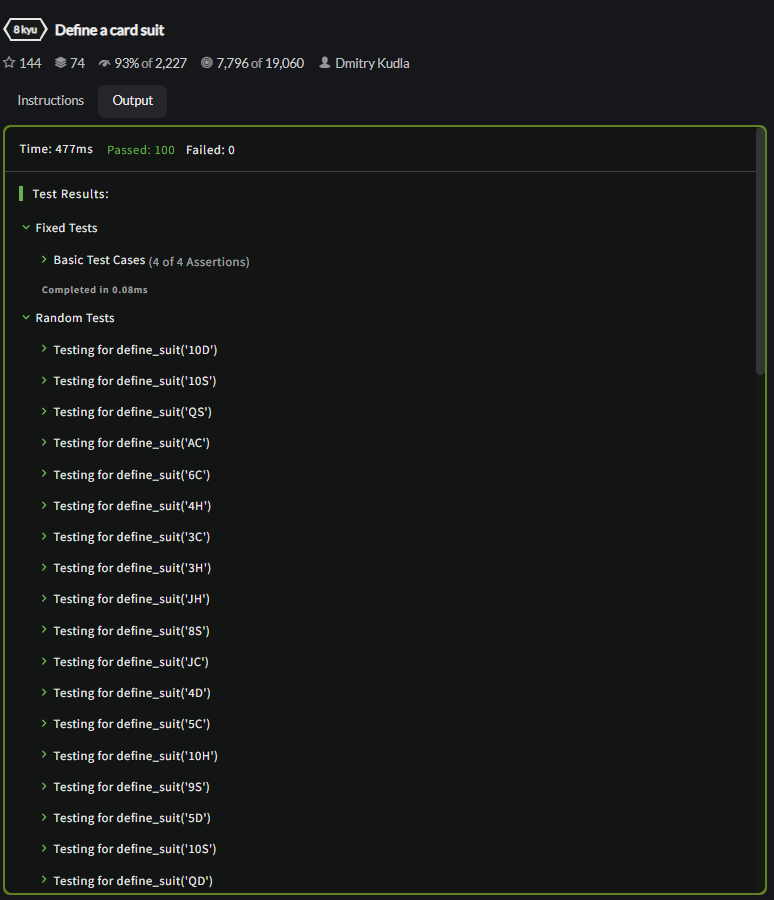 8 kyu Define a card suit
144 74 93% of 2,227 7,796 of 19,060 Dmitry Kudla
Instructions Output
Time: 477ms Passed: 100 Failed: 0
Test Results:
Fixed Tests
Basic Test Cases (4 of 4 Assertions)
Completed in 0.08ms
Random Tests
Testing for define_suit('10D')
Testing for define_suit('10S')
Testing for define_suit('QS')
Testing for define_suit('AC')
Testing for define_suit('6C')
Testing for define_suit('4H')
Testing for define_suit('3C')
Testing for define_suit('3H')
Testing for define_suit('JH')
Testing for define_suit('8S')
Testing for define_suit('JC')
Testing for define_suit('4D')
Testing for define_suit('5C')
Testing for define_suit('10H')
Testing for define_suit('9S')
Testing for define_suit('5D')
Testing for define_suit('10S')
Testing for define_suit('QD')